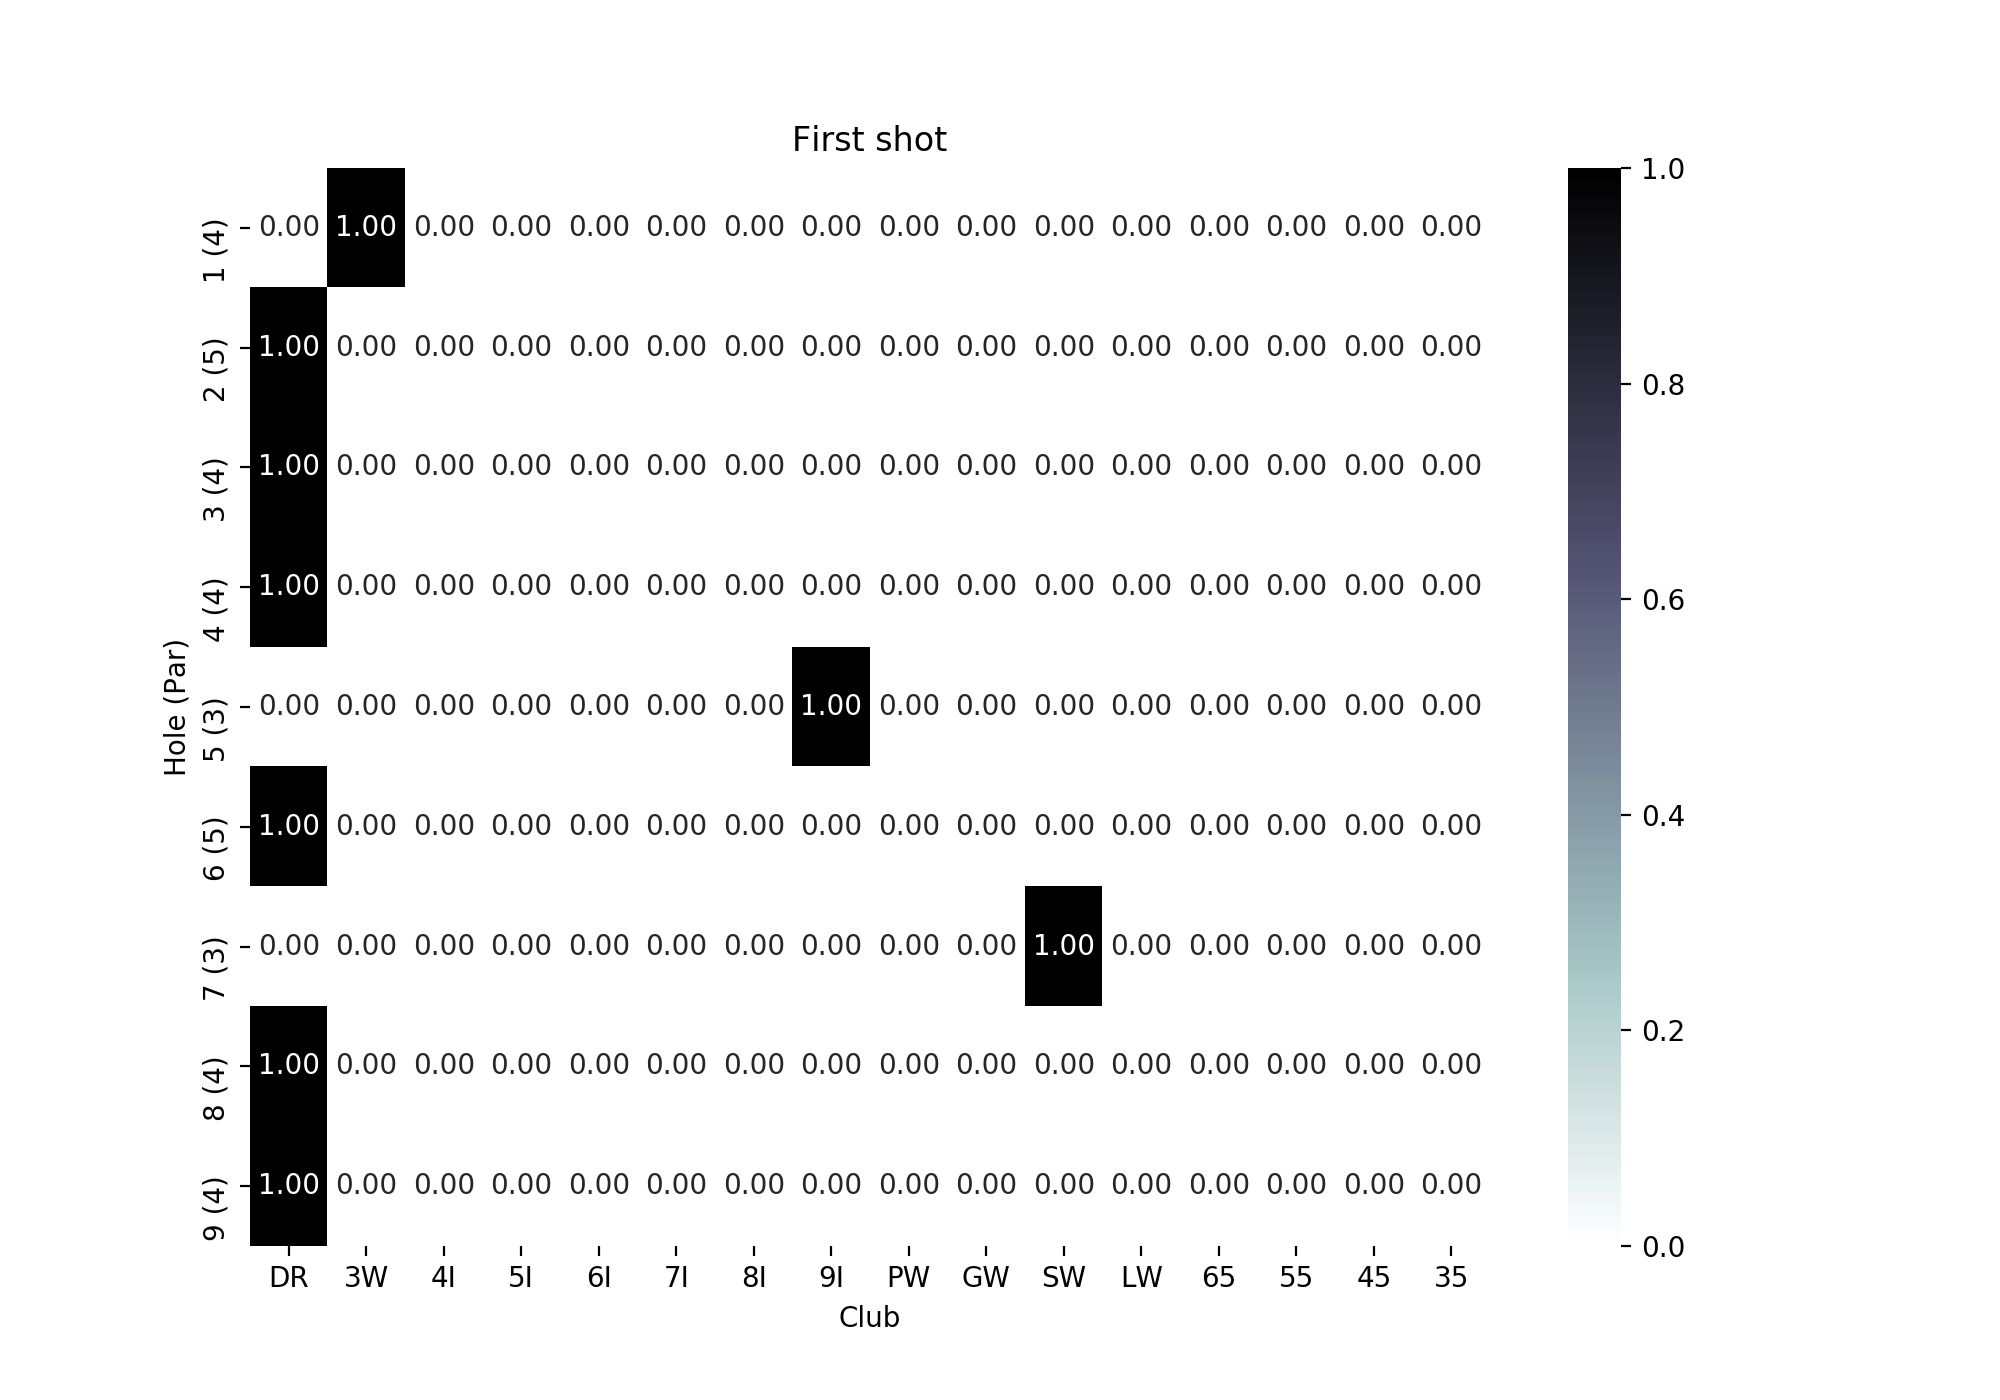 First shot
1.0
1 (4) 0.00 1.00 0.00 0.00 0.00 0.00 0.00 0.00 0.00 0.00 0.00 0.00 0.00 0.00 0.00 0.00
2 (5) 1.00 0.00 0.00 0.00 0.00 0.00 0.00 0.00 0.00 0.00 0.00 0.00 0.00 0.00 0.00 0.00
0.8
3 (4) 1.00 0.00 0.00 0.00 0.00 0.00 0.00 0.00 0.00 0.00 0.00 0.00 0.00 0.00 0.00 0.00
4 (4) 1.00 0.00 0.00 0.00 0.00 0.00 0.00 0.00 0.00 0.00 0.00 0.00 0.00 0.00 0.00 0.00
0.6
Hole (Par)
5 (3) 0.00 0.00 0.00 0.00 0.00 0.00 0.00 1.00 0.00 0.00 0.00 0.00 0.00 0.00 0.00 0.00
0.4
6 (5) 1.00 0.00 0.00 0.00 0.00 0.00 0.00 0.00 0.00 0.00 0.00 0.00 0.00 0.00 0.00 0.00
7 (3) 0.00 0.00 0.00 0.00 0.00 0.00 0.00 0.00 0.00 0.00 1.00 0.00 0.00 0.00 0.00 0.00
0.2
8 (4) 1.00 0.00 0.00 0.00 0.00 0.00 0.00 0.00 0.00 0.00 0.00 0.00 0.00 0.00 0.00 0.00
9 (4) 1.00 0.00 0.00 0.00 0.00 0.00 0.00 0.00 0.00 0.00 0.00 0.00 0.00 0.00 0.00 0.00
0.0
DR 3W 4I 5I 6I 7I 8I 9I PW GW SW LW 65 55 45 35
Club